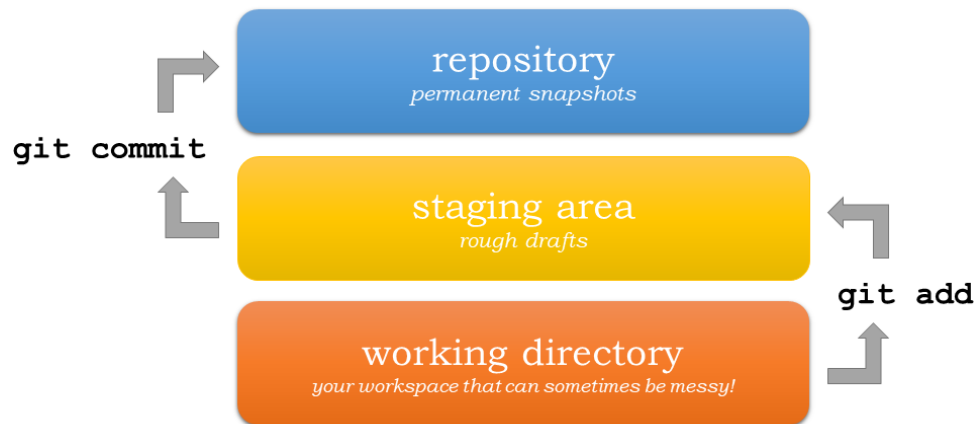 repository
permanent snapshots
git commit
staging area
rough drafts
git add
working directory
your workspace that can sometimes be messy!